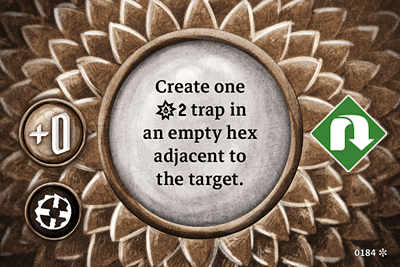 Create one
2 trap in
an empty hex
adjacent to
the target.
+0
0184